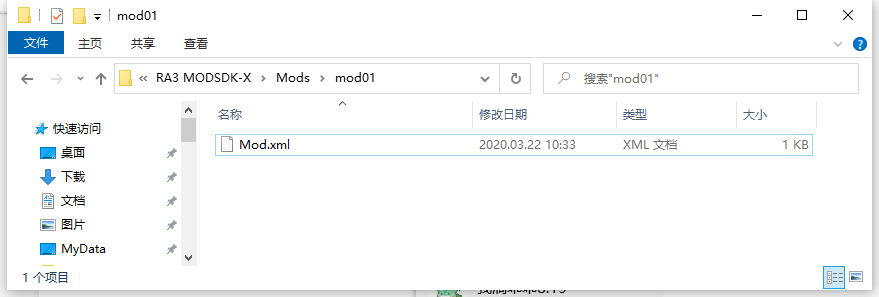 mod01
文件 主页 共享 查看
« RA3 MODSDK-X > Mods > mod01 搜索"mod01"
名称 修改日期 类型 大小
快速访问
Mod.xml 2020.03.22 10:33 XML 文档 1 KB
桌面
下载
文档
图片
MyData
1 个项目